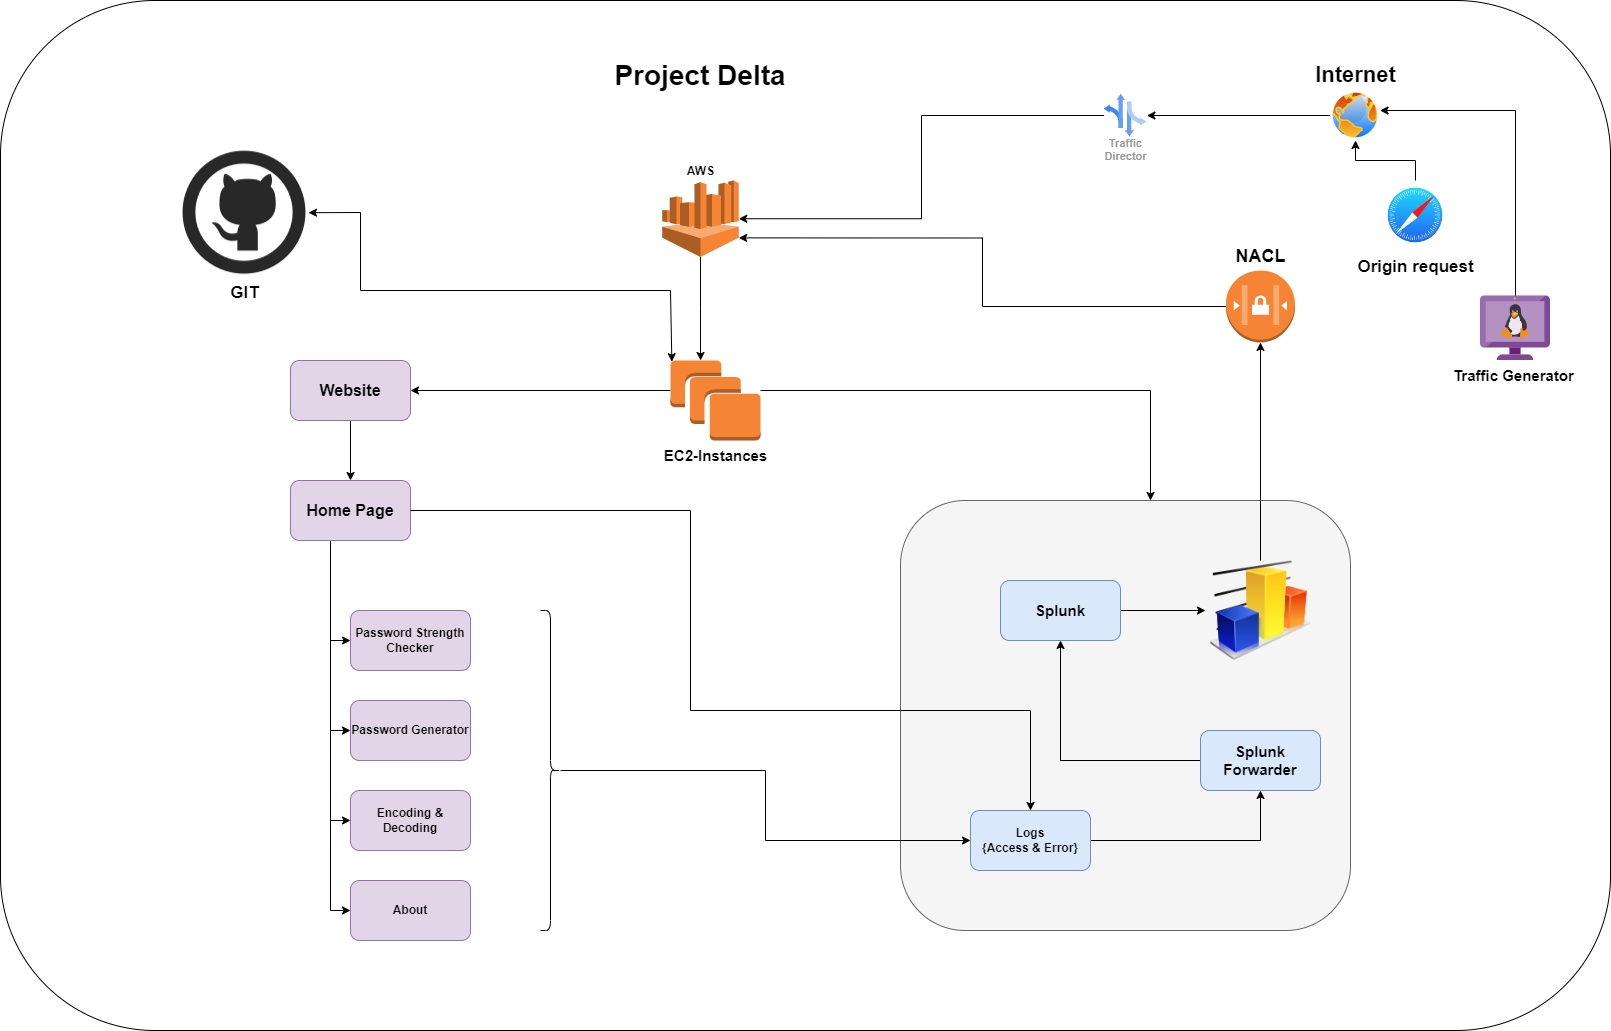 Project Delta
Internet
Traffic
Director
AWS
Origin request
NACL
GIT
Traffic Generator
Website
EC2-Instances
Home Page
Password Strength
Checker
Splunk
Password Generator
Splunk
Forwarder
Encoding &
Decoding
Logs
{Access & Error}
About